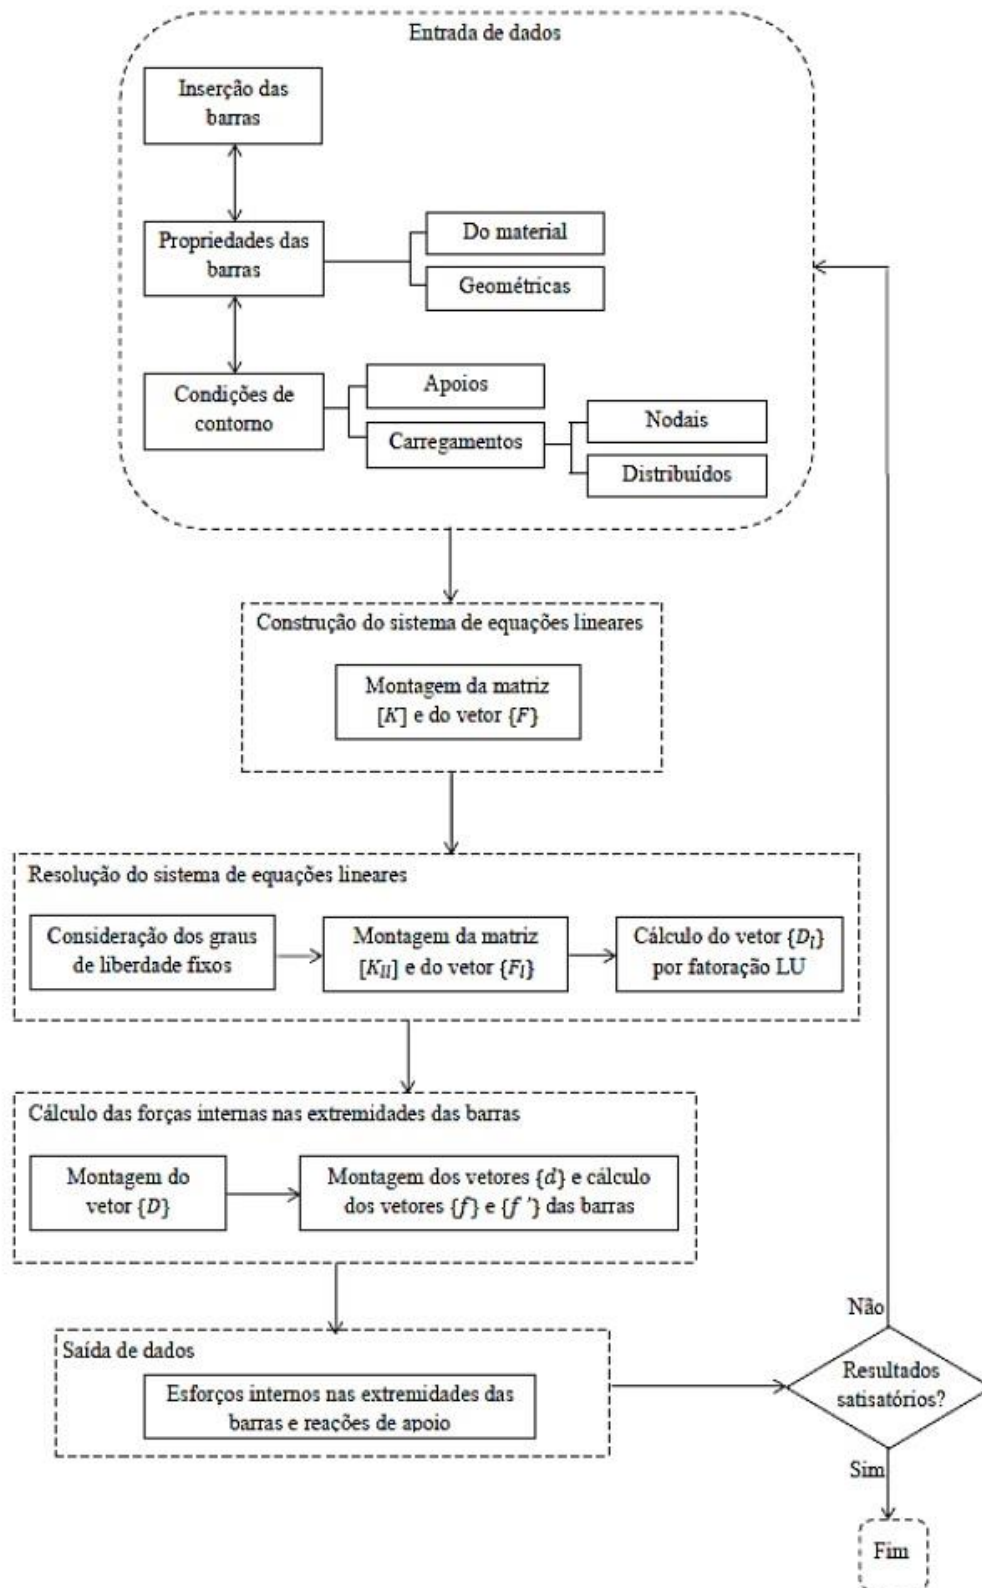 Entrada de dados
Inserção das
barras
Propriedades das
barras
Do material
Geométricas
Condições de
contorno
Apoios
Carregamentos
Nodais
Distribuídos
Construção do sistema de equações lineares
Montagem da matriz
[K] e do vetor {F}
Resolução do sistema de equações lineares
Consideração dos graus
de liberdade fixos
Montagem da matriz
[Kll] e do vetor {Fl}
Cálculo do vetor {Dl}
por fatoração LU
Cálculo das forças internas nas extremidades das barras
Montagem do
vetor {D}
Montagem dos vetores {d} e cálculo
dos vetores {f} e {f ’} das barras
Saída de dados
Esforços internos nas extremidades das
barras e reações de apoio
Não
Resultados
satisatórios?
Sim
Fim